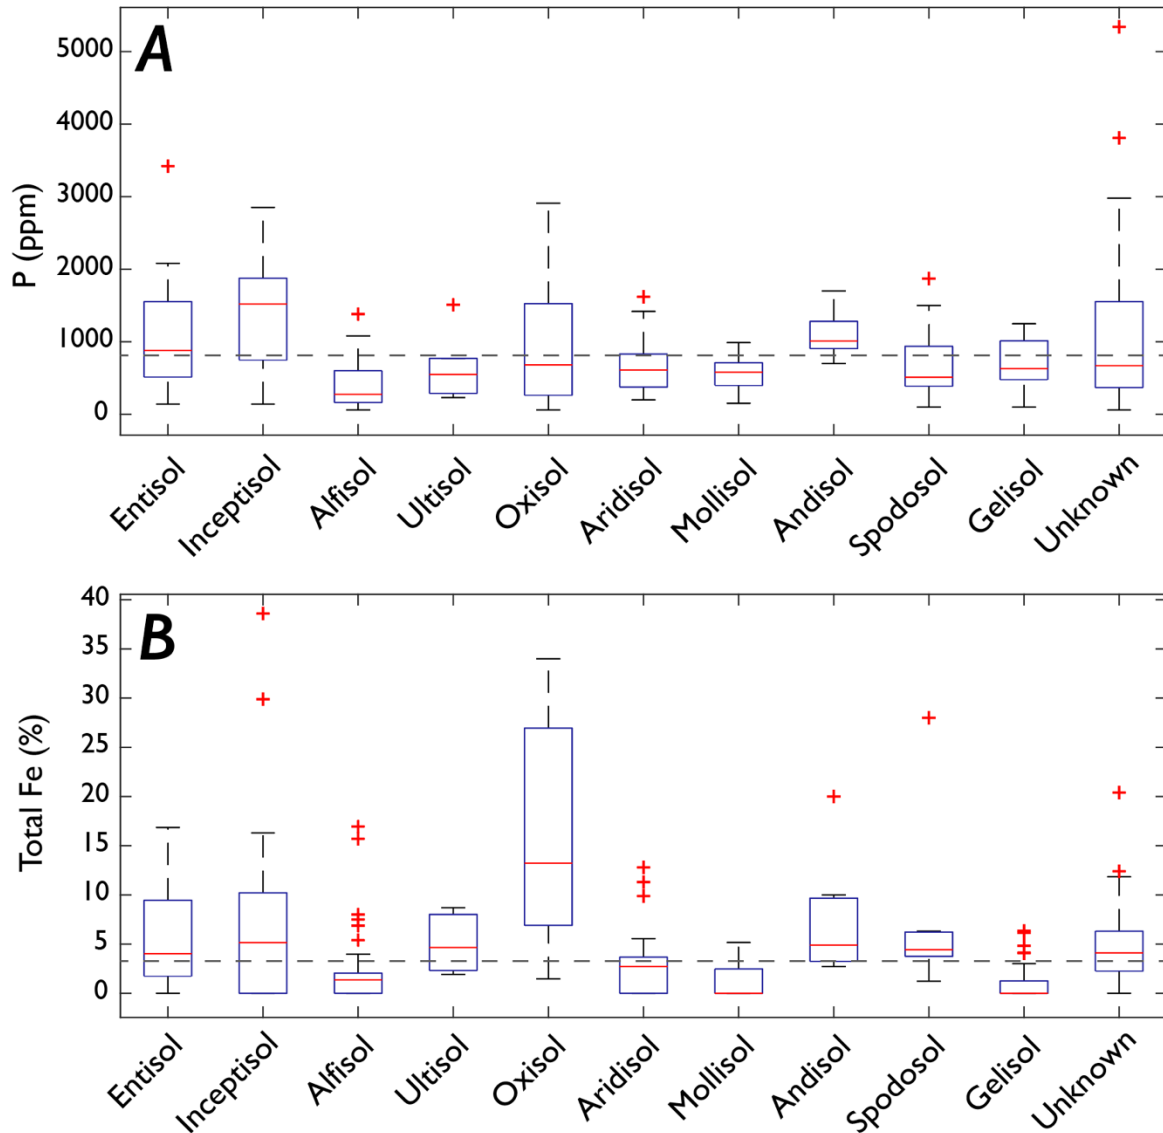 A
5000
4000
3000
2000
1000
0
P (ppm)
Entisol
Inceptisol
Alfisol
Ultisol
Oxisol
Aridisol
Mollisol
Andisol
Spodosol
Gelisol
Unknown
B
40
35
30
25
20
15
10
5
0
Total Fe (%)
Entisol
Inceptisol
Alfisol
Ultisol
Oxisol
Aridisol
Mollisol
Andisol
Spodosol
Gelisol
Unknown